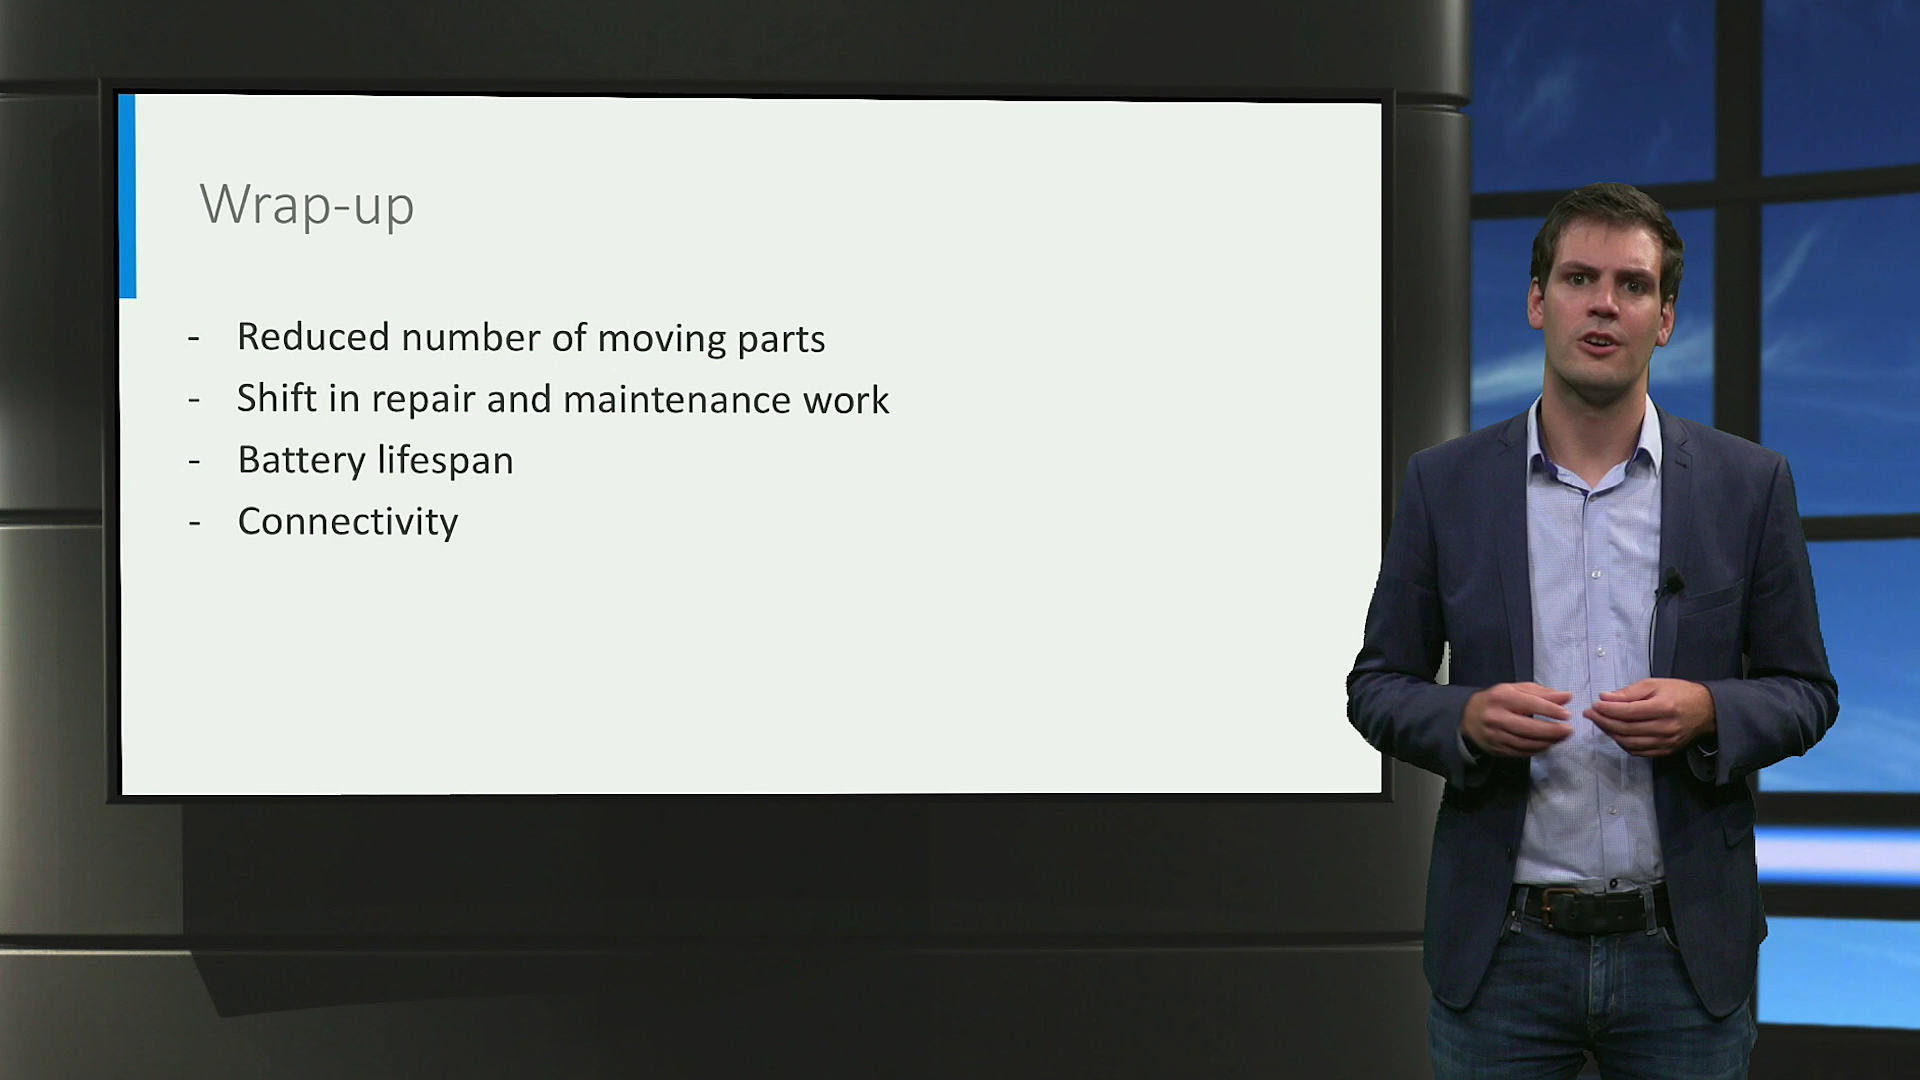 Wrap-up
- Reduced number of moving parts
- Shift in repair and maintenance work
- Battery lifespan
- Connectivity